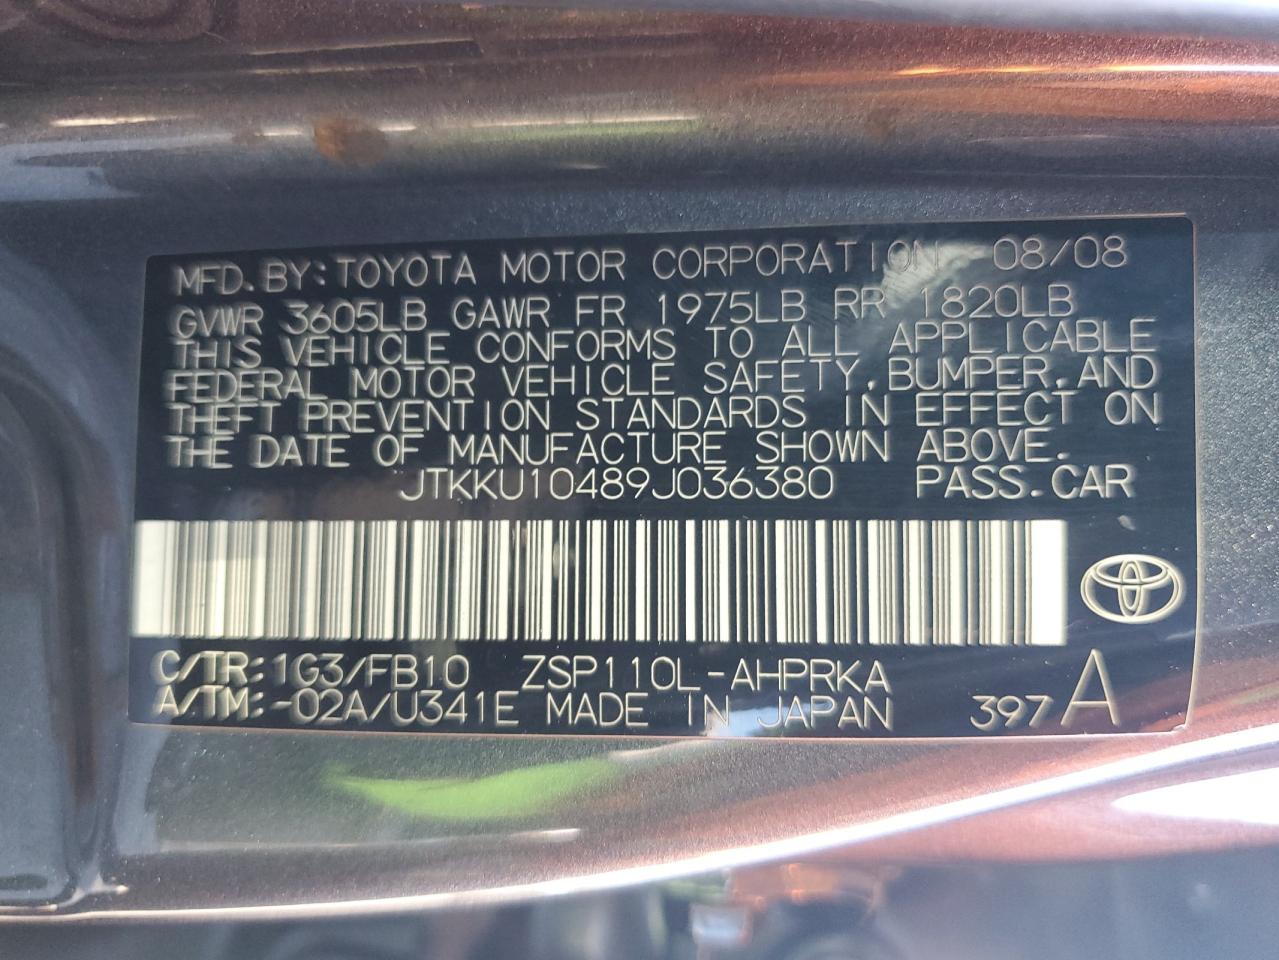 MFD. BY: TOYOTA MOTOR CORPORATION 08/08
GVWR 3605LB GAWR FR 1975LB RR 1820LB
THIS VEHICLE CONFORMS TO ALL APPLICABLE
FEDERAL MOTOR VEHICLE SAFETY, BUMPER, AND
THEFT PREVENTION STANDARDS IN EFFECT ON
THE DATE OF MANUFACTURE SHOWN ABOVE.
JTKKU10489J036380 PASS. CAR
C/TR: 1G3/FB10 ZSP110L-AHPRKA
A/TM: -02A/U341E MADE IN JAPAN 397 A